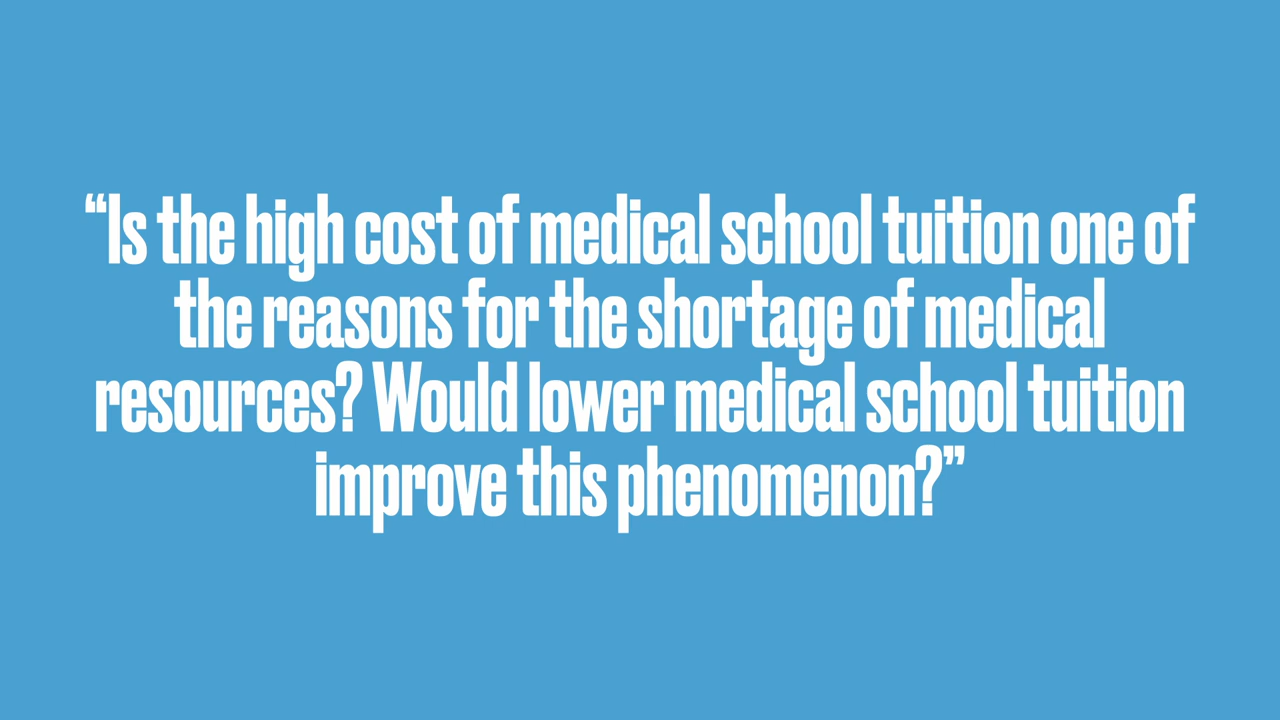 “Is the high cost of medical school tuition one of
the reasons for the shortage of medical
resources? Would lower medical school tuition
improve this phenomenon?”